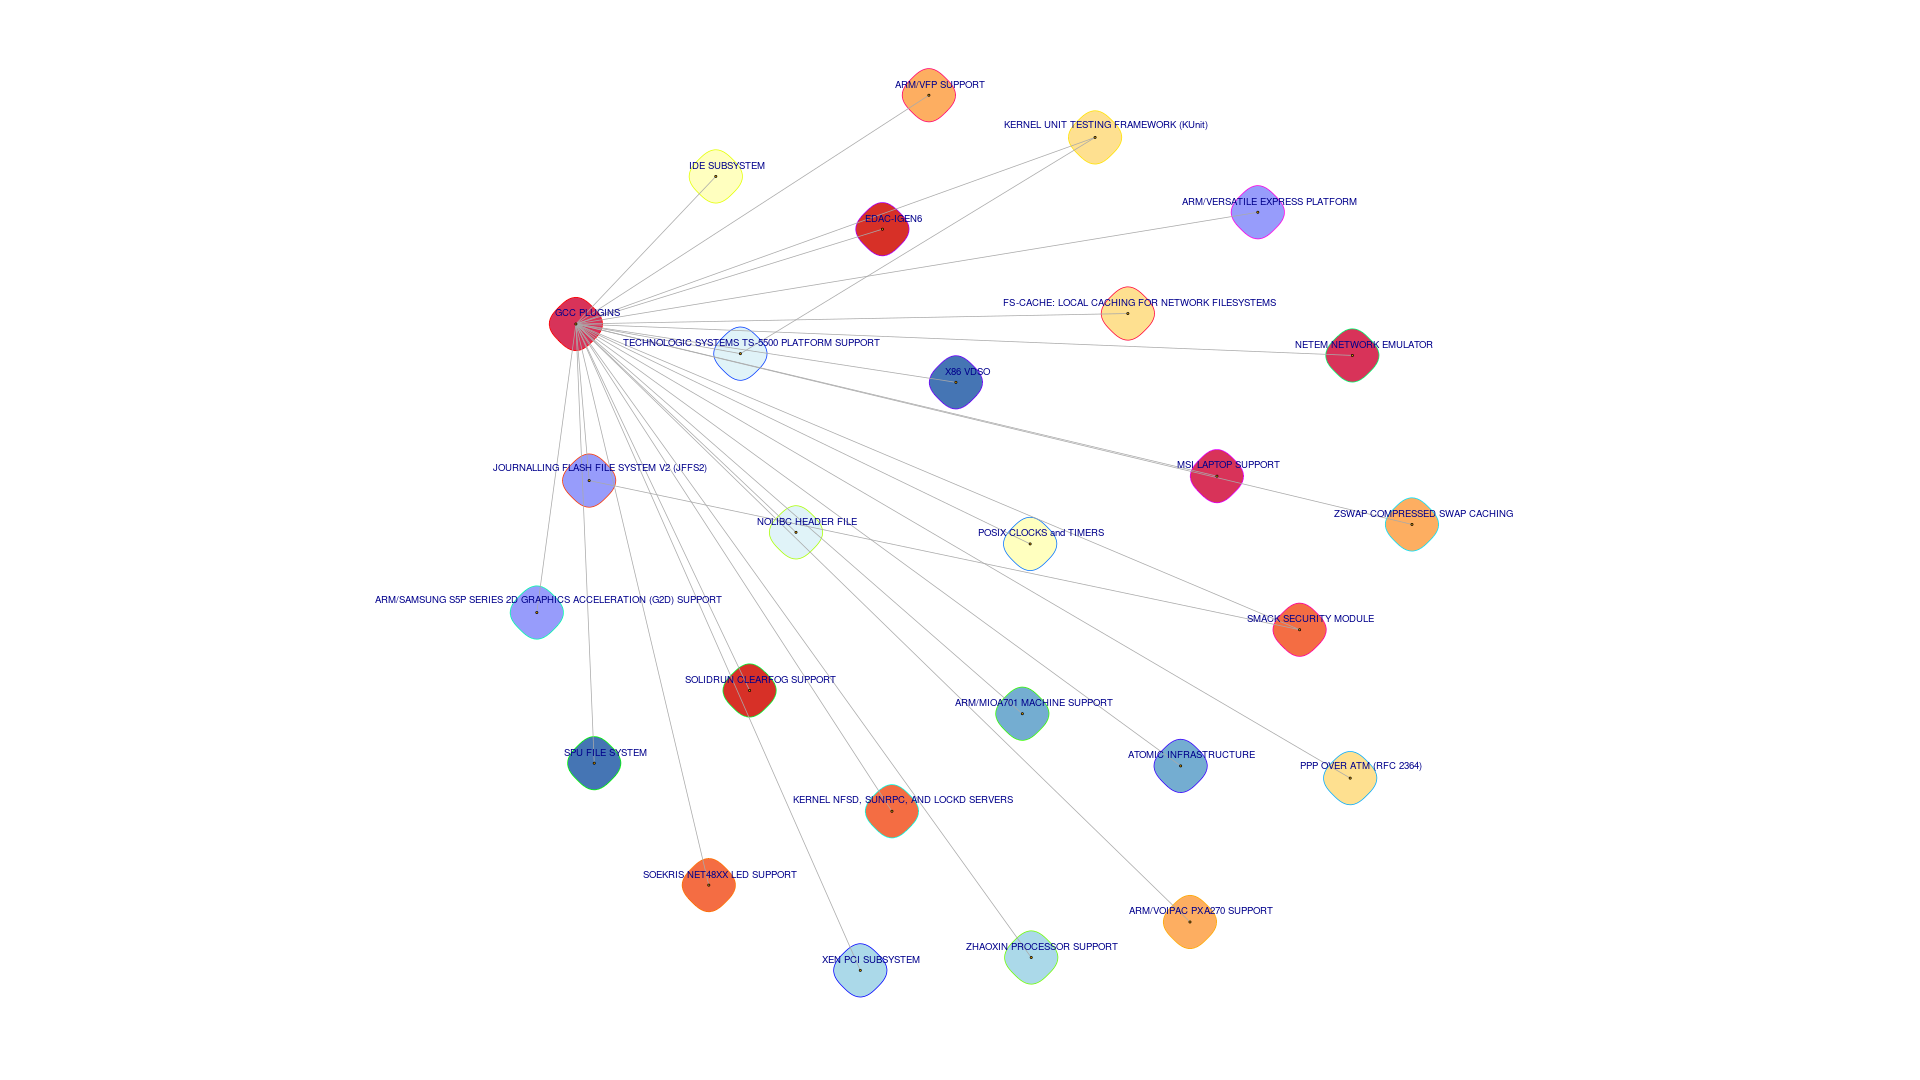 ARM/VFP SUPPORT
KERNEL UNIT TESTING FRAMEWORK (KUnit)
IDE SUBSYSTEM
ARM/VERSATILE EXPRESS PLATFORM
EDAC-IGEN6
FS-CACHE: LOCAL CACHING FOR NETWORK FILESYSTEMS
GCC PLUGINS
TECHNOLOGIC SYSTEMS TS-5500 PLATFORM SUPPORT
NETEM NETWORK EMULATOR
X86 VDSO
MSI LAPTOP SUPPORT
JOURNALLING FLASH FILE SYSTEM V2 (JFFS2)
ZSWAP COMPRESSED SWAP CACHING
NOLIBC HEADER FILE
POSIX CLOCKS and TIMERS
ARM/SAMSUNG S5P SERIES 2D GRAPHICS ACCELERATION (G2D) SUPPORT
SMACK SECURITY MODULE
SOLIDRUN CLEARFOG SUPPORT
ARM/MIOA701 MACHINE SUPPORT
SPU FILE SYSTEM
ATOMIC INFRASTRUCTURE
PPP OVER ATM (RFC 2364)
KERNEL NFSD, SUNRPC, AND LOCKD SERVERS
SOEKRIS NET48XX LED SUPPORT
ARM/VOIPAC PXA270 SUPPORT
ZHAOXIN PROCESSOR SUPPORT
XEN PCI SUBSYSTEM